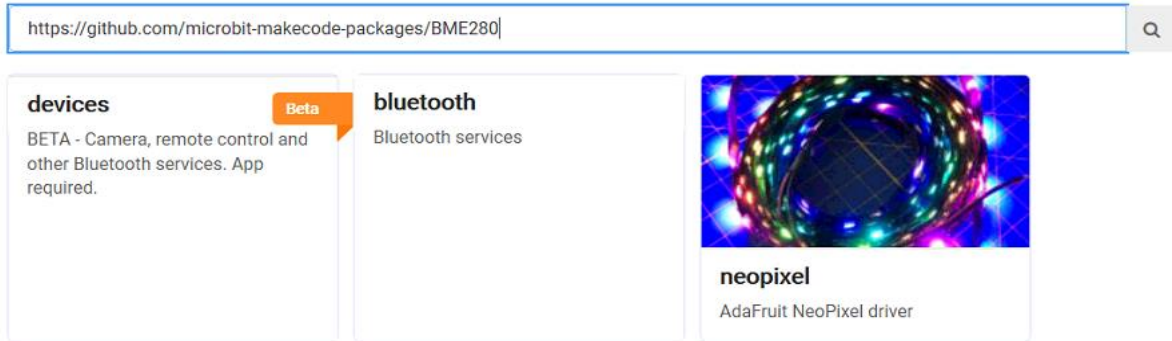 https://github.com/microbit-makecode-packages/BME280
devices
Beta
BETA - Camera, remote control and
other Bluetooth services. App
required.
bluetooth
Bluetooth services
neopixel
AdaFruit NeoPixel driver